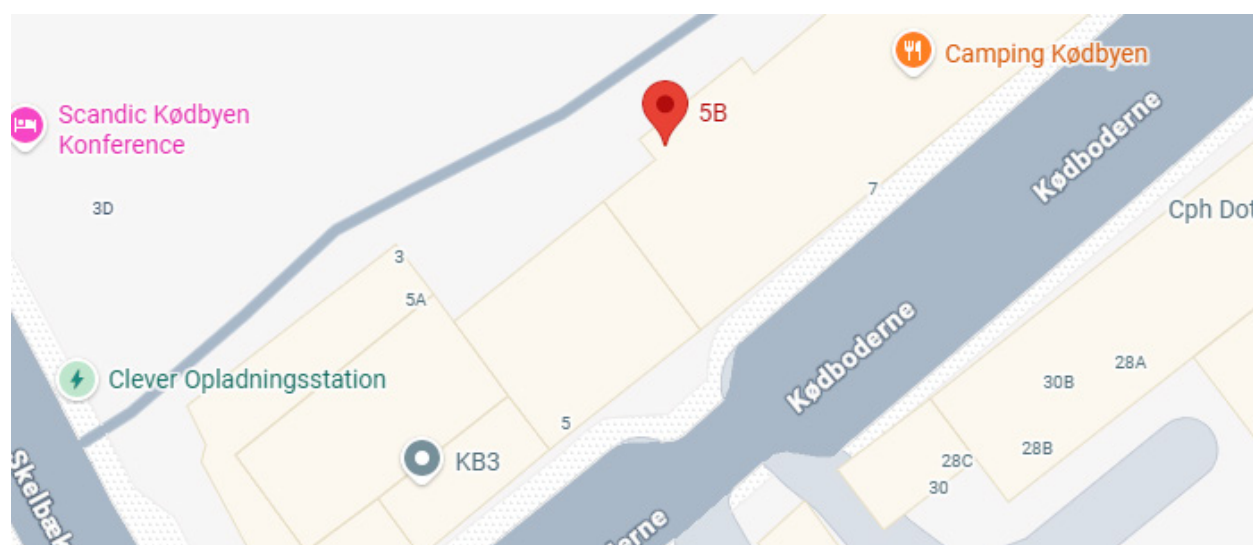 Camping Kødbyen
5B
Scandic Kødbyen
Konference
Kødboderne
7
3D
Cph Dot
3
5A
Kødboderne
28A
30B
Clever Opladningsstation
5
28B
KB3
28C
30
Skelbæk
erne